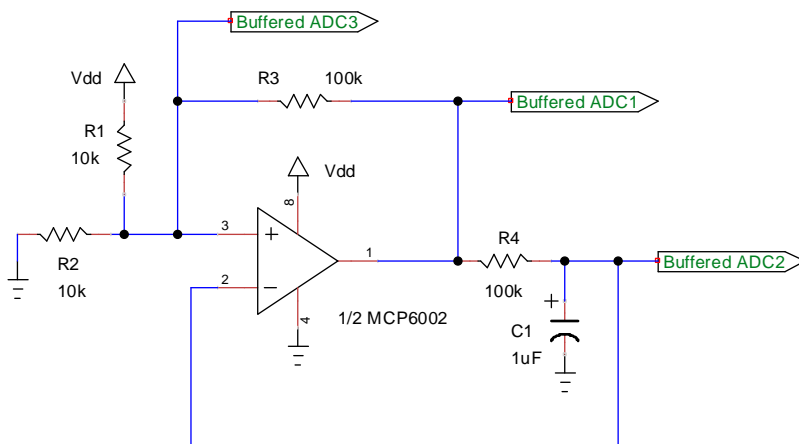 Buffered ADC3
Vdd
R3 100k
Buffered ADC1
R1
10k
Vdd
8
3
+
1
R4
100k
Buffered ADC2
R2
10k
2
−
4
1/2 MCP6002
+
C1
1uF